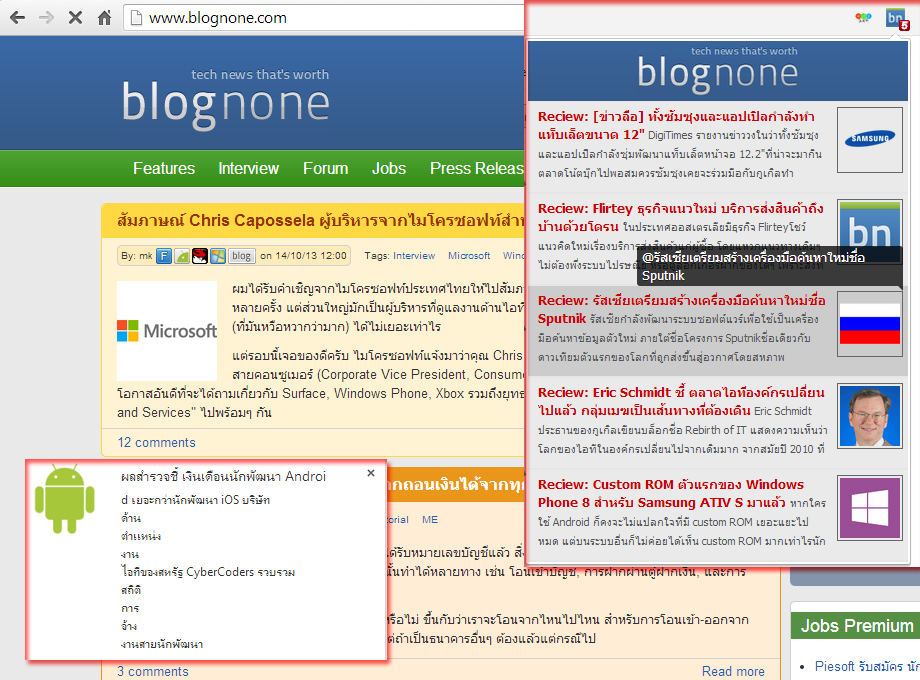 www.blognone.com
tech news that's worth
blognone
Features Interview Forum Jobs Press Releas
สัมภาษณ์ Chris Capossela ผู้บริหารจากไมโครซอฟท์สำ
By: mk blog on 14/10/13 12:00 Tags: Interview Microsoft Wind
Microsoft
ผมได้รับคำเชิญจากไมโครซอฟท์ประเทศไทยให้ไปสัมภ
หลายครั้ง แต่ส่วนใหญ่มักเป็นผู้บริหารที่ดูแลงานด้านไอที
(ที่มันหวือหวากว่ามาก) ได้ไม่เยอะเท่าไร
แต่รอบนี้เจอของดีครับ ไมโครซอฟท์แจ้งมาว่าคุณ Chris
สายคอนซูเมอร์ (Corporate Vice President, Consume
โอกาสอันดีที่จะได้ถามเกี่ยวกับ Surface, Windows Phone, Xbox รวมถึงยุทธ
and Services" ไปพร้อมๆ กัน
12 comments
ากถอนเงินได้จากทุก
orial ME
ได้รับหมายเลขบัญชีแล้ว สิ่
นั้นทำได้หลายทาง เช่น โอนเข้าบัญชี, การฝากผ่านตู้ฝากเงิน, และการ
หรือไม่ ขึ้นกับว่าเราจะโอนจากไหนไปไหน สำหรับการโอนเข้า-ออกจาก
ต่ถ้าเป็นธนาคารอื่นๆ ต้องแล้วแต่กรณีไป
3 comments Read more
ผลสำรวจชี้ เงินเดือนนักพัฒนา Androi
d เยอะกว่านักพัฒนา iOS บริษัท
ด้าน
ตำแหน่ง
งาน
ไอทีของสหรัฐ CyberCoders รวบรวม
สถิติ
การ
จ้าง
งานสายนักพัฒนา
bn 5
tech news that's worth
blognone
Reciew: [ข่าวลือ] ทั้งซัมซุงและแอปเปิลกำลังทำ
แท็บเล็ตขนาด 12" DigiTimes รายงานข่าววงในว่าทั้งซัมซุง
และแอปเปิลกำลังซุ่มพัฒนาแท็บเล็ตหน้าจอ 12.2"ที่น่าจะมากิน
ตลาดโน้ตบุ๊กไปพอสมควรซัมซุงเคยจะร่วมมือกับกูเกิลทำ
SAMSUNG
Reciew: Flirtey ธุรกิจแนวใหม่ บริการส่งสินค้าถึง
บ้านด้วยโดรน ในประเทศออสเตรเลียมีธุรกิจ Flirteyโชว์
แนวคิดใหม่เรื่องบริการส่งสินค้าแก่ผู้ซื้อ
ไม่ต้องพึ่งระบบไปรษณี
bn
@รัสเซียเตรียมสร้างเครื่องมือค้นหาใหม่ชื่อ
Sputnik
Reciew: รัสเซียเตรียมสร้างเครื่องมือค้นหาใหม่ชื่อ
Sputnik รัสเซียกำลังพัฒนาระบบซอฟต์แวร์เพื่อใช้เป็นเครื่อง
มือค้นหาข้อมูลตัวใหม่ ภายใต้ชื่อโครงการ Sputnikชื่อเดียวกับ
ดาวเทียมตัวแรกของโลกที่ถูกส่งขึ้นสู่อวกาศโดยสหภาพ
Reciew: Eric Schmidt ชี้ ตลาดไอทีองค์กรเปลี่ยน
ไปแล้ว กลุ่มเมฆเป็นเส้นทางที่ต้องเดิน Eric Schmidt
ประธานของกูเกิลเขียนบล็อกชื่อ Rebirth of IT แสดงความเห็นว่า
โลกของไอทีในองค์กรเปลี่ยนไปจากเดิมมาก จากสมัยปี 2010 ที่
Reciew: Custom ROM ตัวแรกของ Windows
Phone 8 สำหรับ Samsung ATIV S มาแล้ว หากใคร
ใช้ Android ก็คงจะไม่แปลกใจที่มี custom ROM เยอะแยะไป
หมด แต่บนระบบอื่นก็ไม่ค่อยได้เห็น custom ROM มากเท่าไรนัก
Jobs Premium
Piesoft รับสมัคร นัก